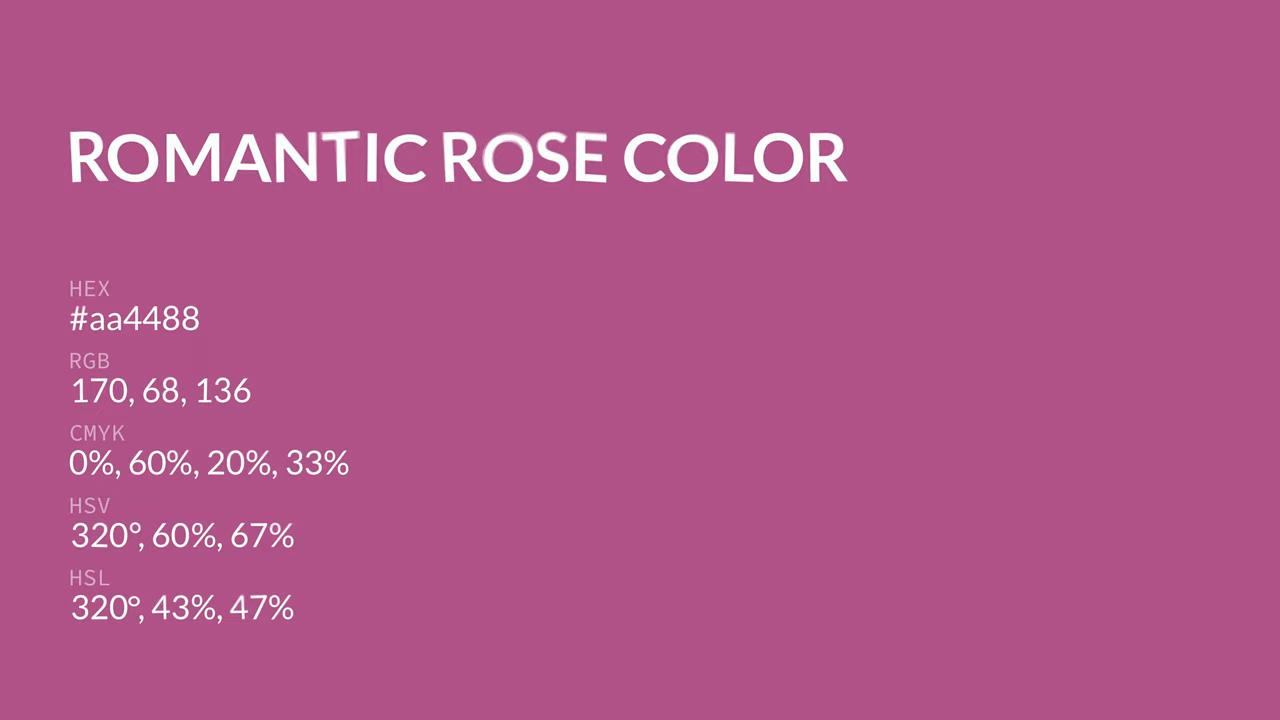 ROMANTIC ROSE COLOR
HEX
#aa4488
RGB
170, 68, 136
CMYK
0%, 60%, 20%, 33%
HSV
320°, 60%, 67%
HSL
320°, 43%, 47%